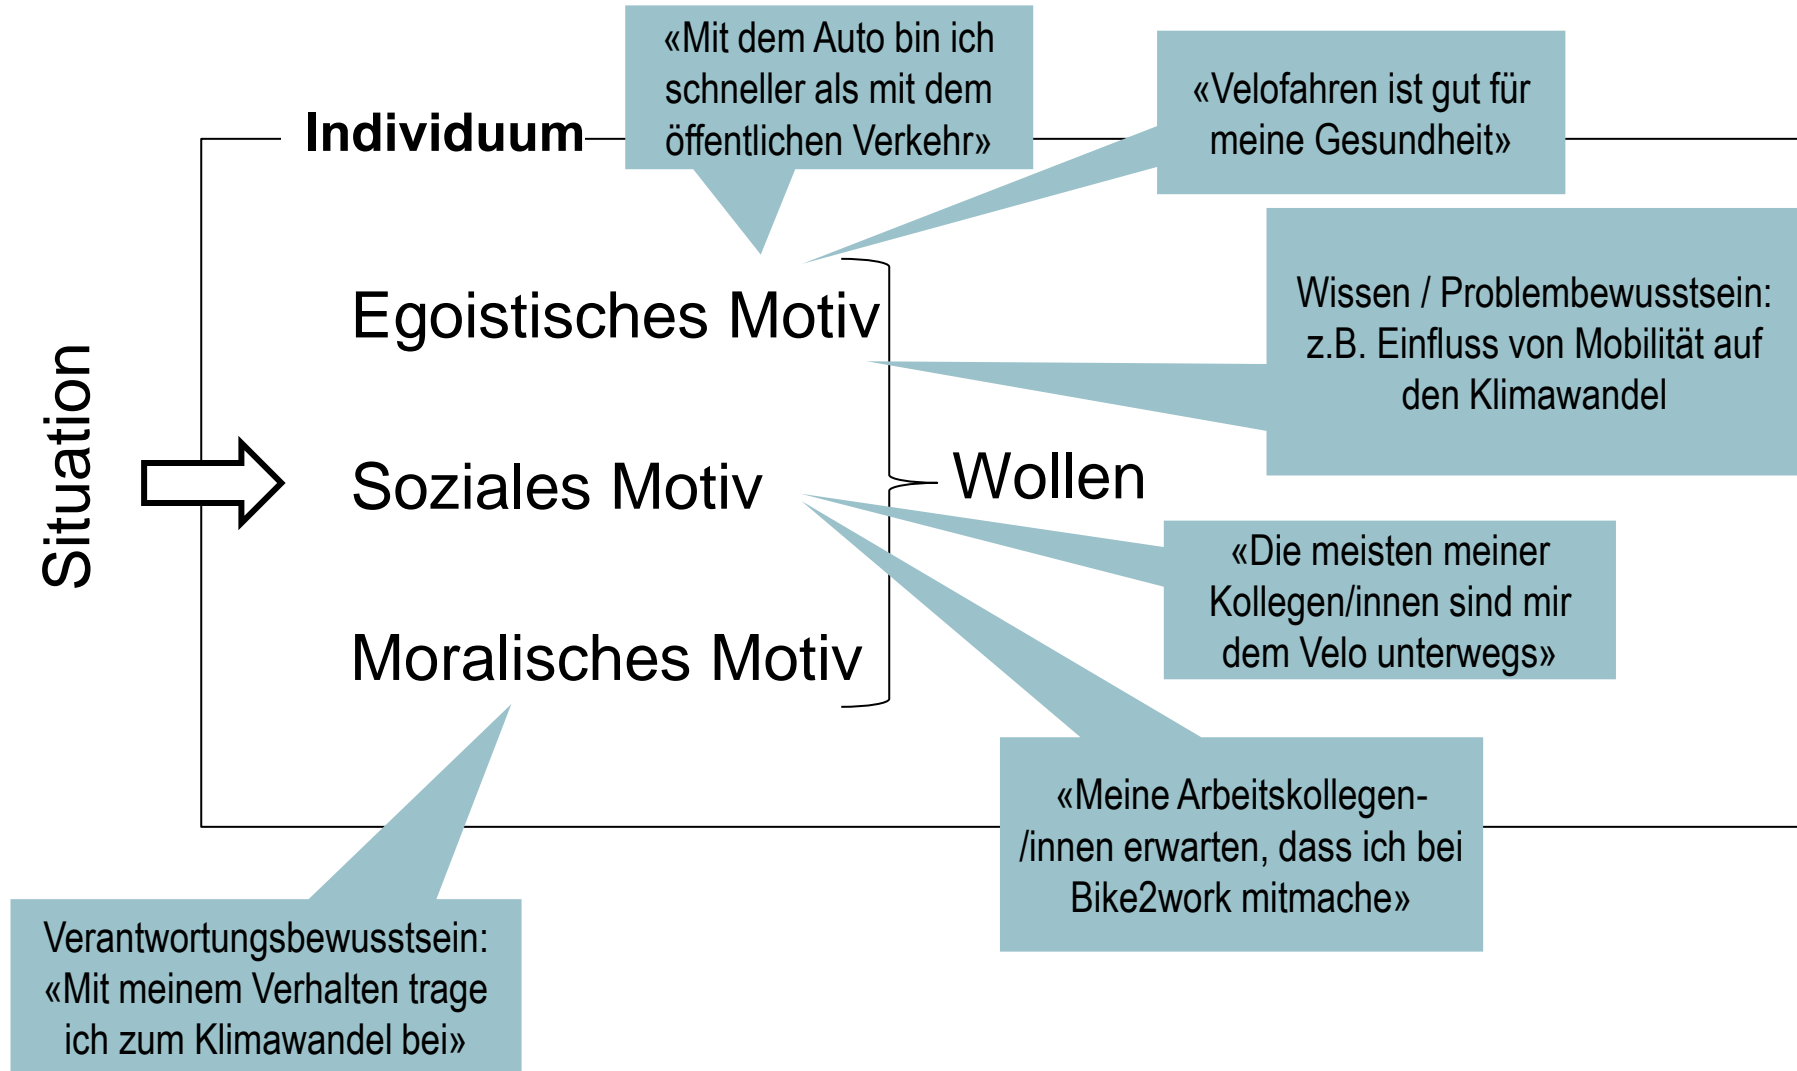 «Mit dem Auto bin ich
schneller als mit dem
öffentlichen Verkehr»
«Velofahren ist gut für
meine Gesundheit»
Individuum
Wissen / Problembewusstsein:
z.B. Einfluss von Mobilität auf
den Klimawandel
Egoistisches Motiv
Situation
Soziales Motiv
Wollen
«Die meisten meiner
Kollegen/innen sind mir
dem Velo unterwegs»
Moralisches Motiv
«Meine Arbeitskollegen-
/innen erwarten, dass ich bei
Bike2work mitmache»
Verantwortungsbewusstsein:
«Mit meinem Verhalten trage
ich zum Klimawandel bei»